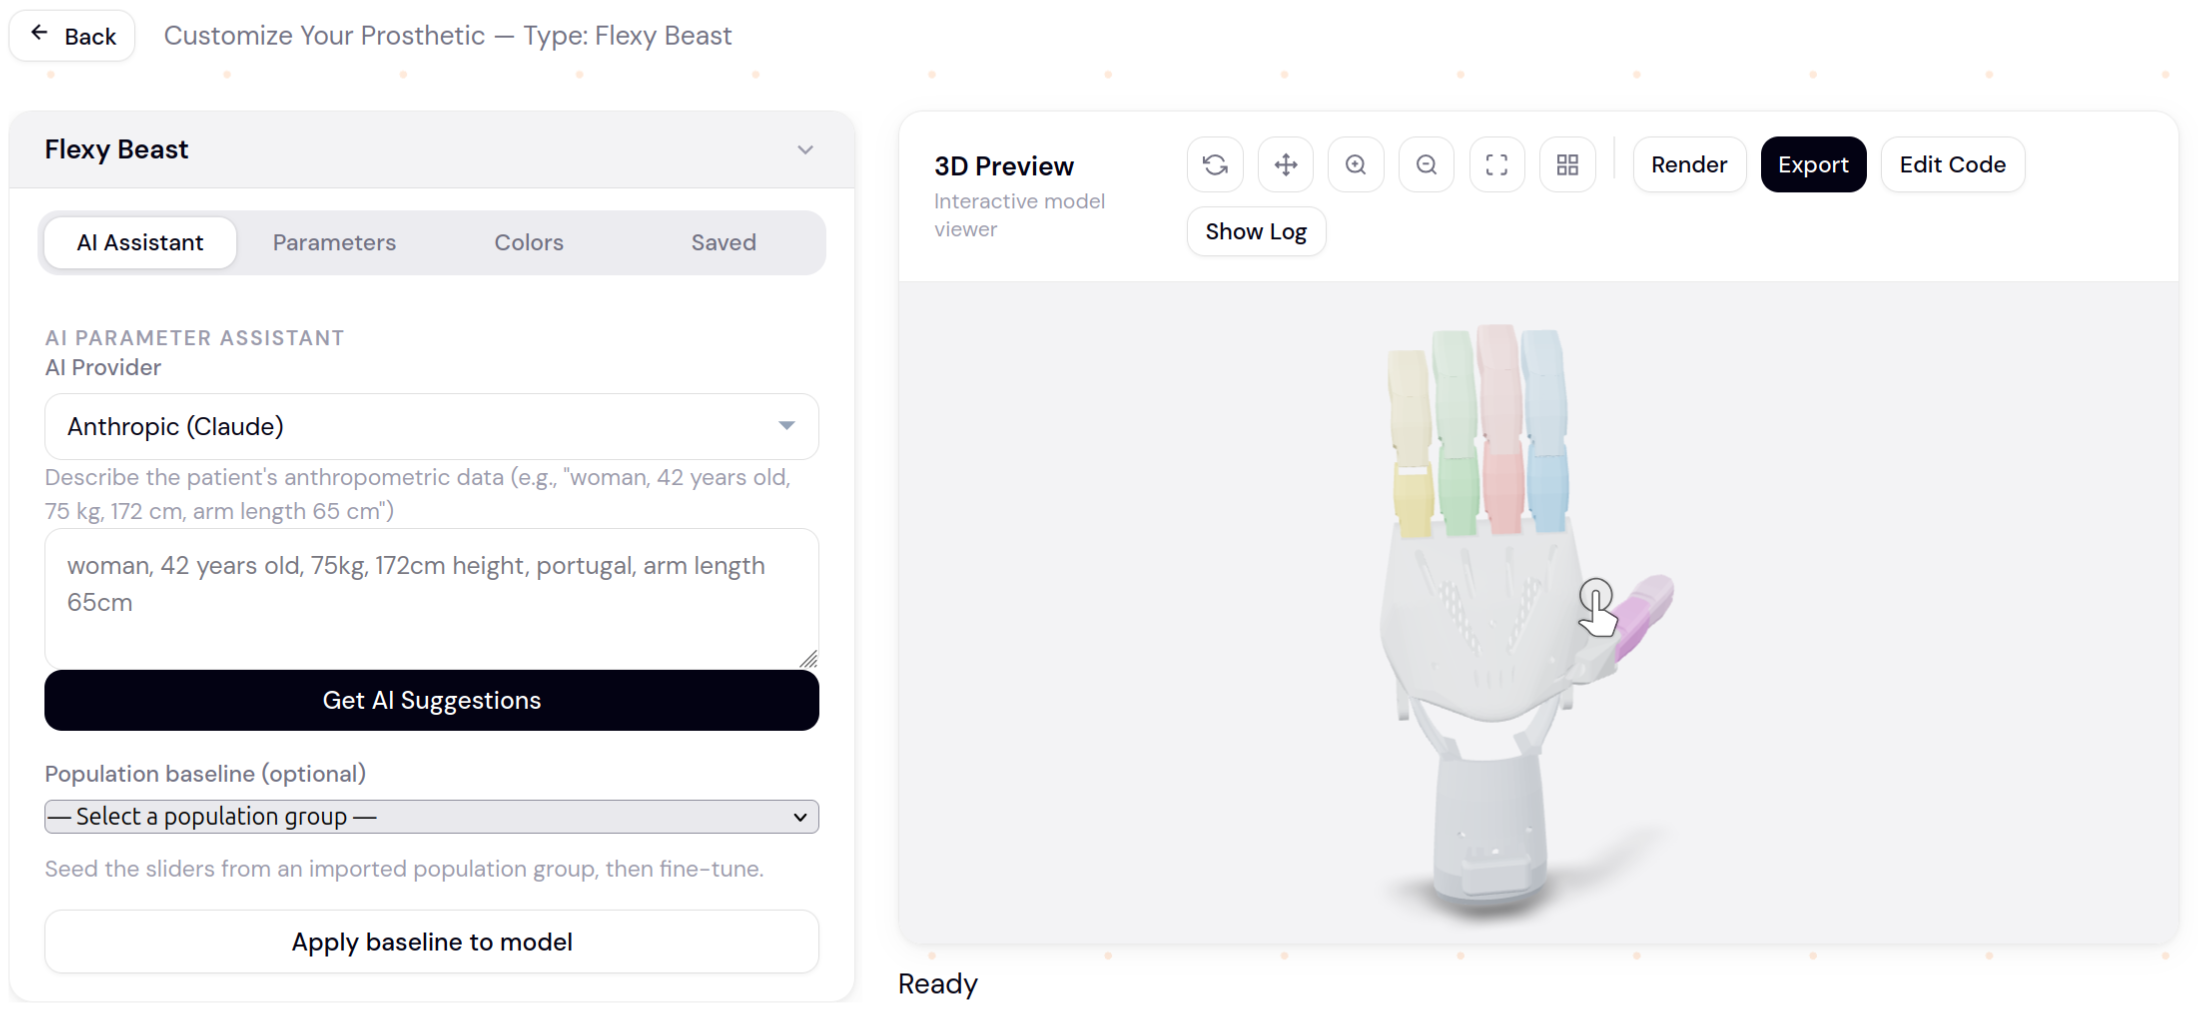 Back
Customize Your Prosthetic — Type: Flexy Beast
Flexy Beast
AI Assistant
Parameters
Colors
Saved
AI PARAMETER ASSISTANT
AI Provider
Anthropic (Claude)
Describe the patient's anthropometric data (e.g., "woman, 42 years old,
75 kg, 172 cm, arm length 65 cm")
woman, 42 years old, 75kg, 172cm height, portugal, arm length
65cm
Get AI Suggestions
Population baseline (optional)
— Select a population group —
Seed the sliders from an imported population group, then fine-tune.
Apply baseline to model
3D Preview
Interactive model
viewer
Render
Export
Edit Code
Show Log
Ready